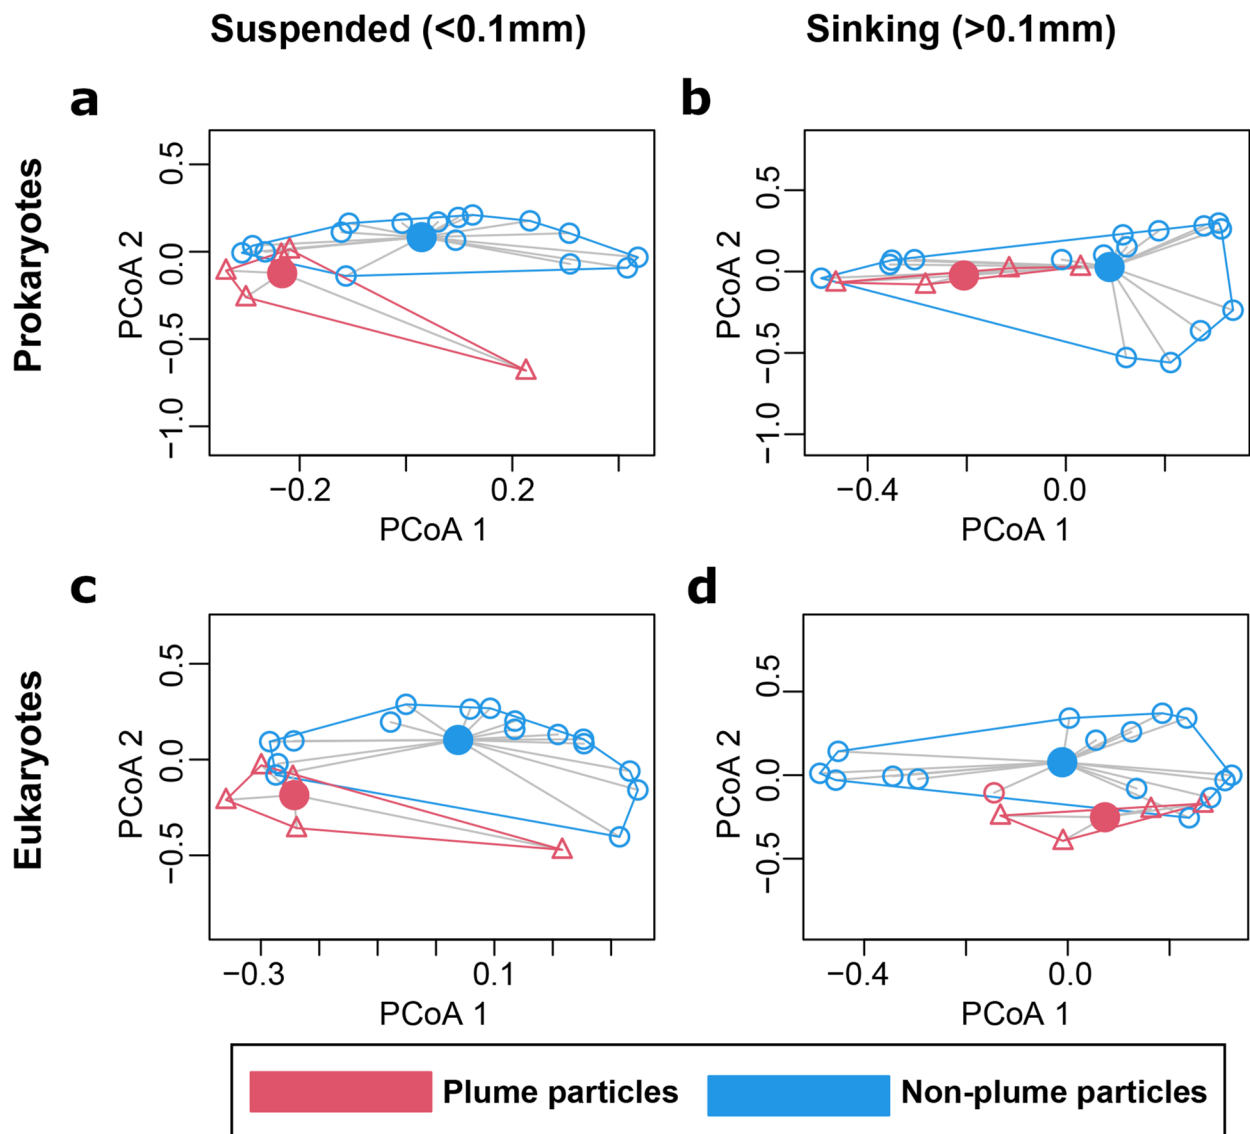 Suspended (<0.1mm)
Sinking (>0.1mm)
Prokaryotes
a
PCoA 2
0.5
0.0
−0.5
−1.0
−0.2
0.2
PCoA 1
b
PCoA 2
0.5
0.0
−0.5
−1.0
−0.4
0.0
PCoA 1
Eukaryotes
c
PCoA 2
0.5
0.0
−0.5
−0.3
0.1
PCoA 1
d
PCoA 2
0.5
0.0
−0.5
−0.4
0.0
PCoA 1
Plume particles
Non-plume particles